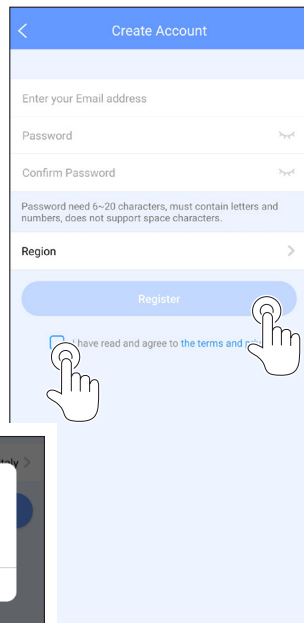 Create Account
Enter your Email address
Password
Confirm Password
Password need 6~20 characters, must contain letters and
numbers, does not support space characters.
Region
Register
I have read and agree to the terms and